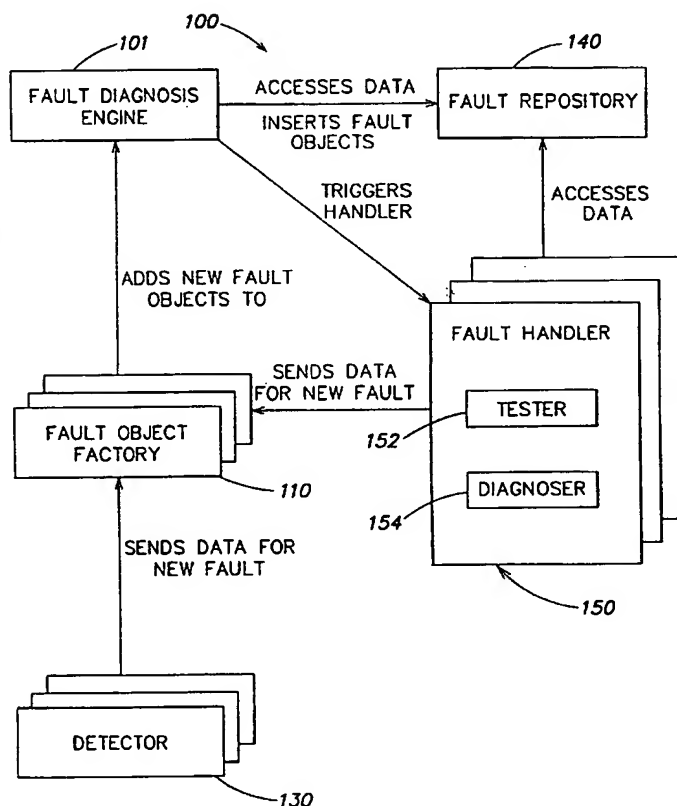 100
101
140
FAULT DIAGNOSIS
ENGINE
ACCESSES DATA
INSERTS FAULT
OBJECTS
FAULT REPOSITORY
TRIGGERS
HANDLER
ACCESSES
DATA
ADDS NEW FAULT
OBJECTS TO
FAULT HANDLER
SENDS DATA
FOR NEW FAULT
TESTER
152
FAULT OBJECT
FACTORY
110
DIAGNOSER
154
SENDS DATA FOR
NEW FAULT
150
DETECTOR
130